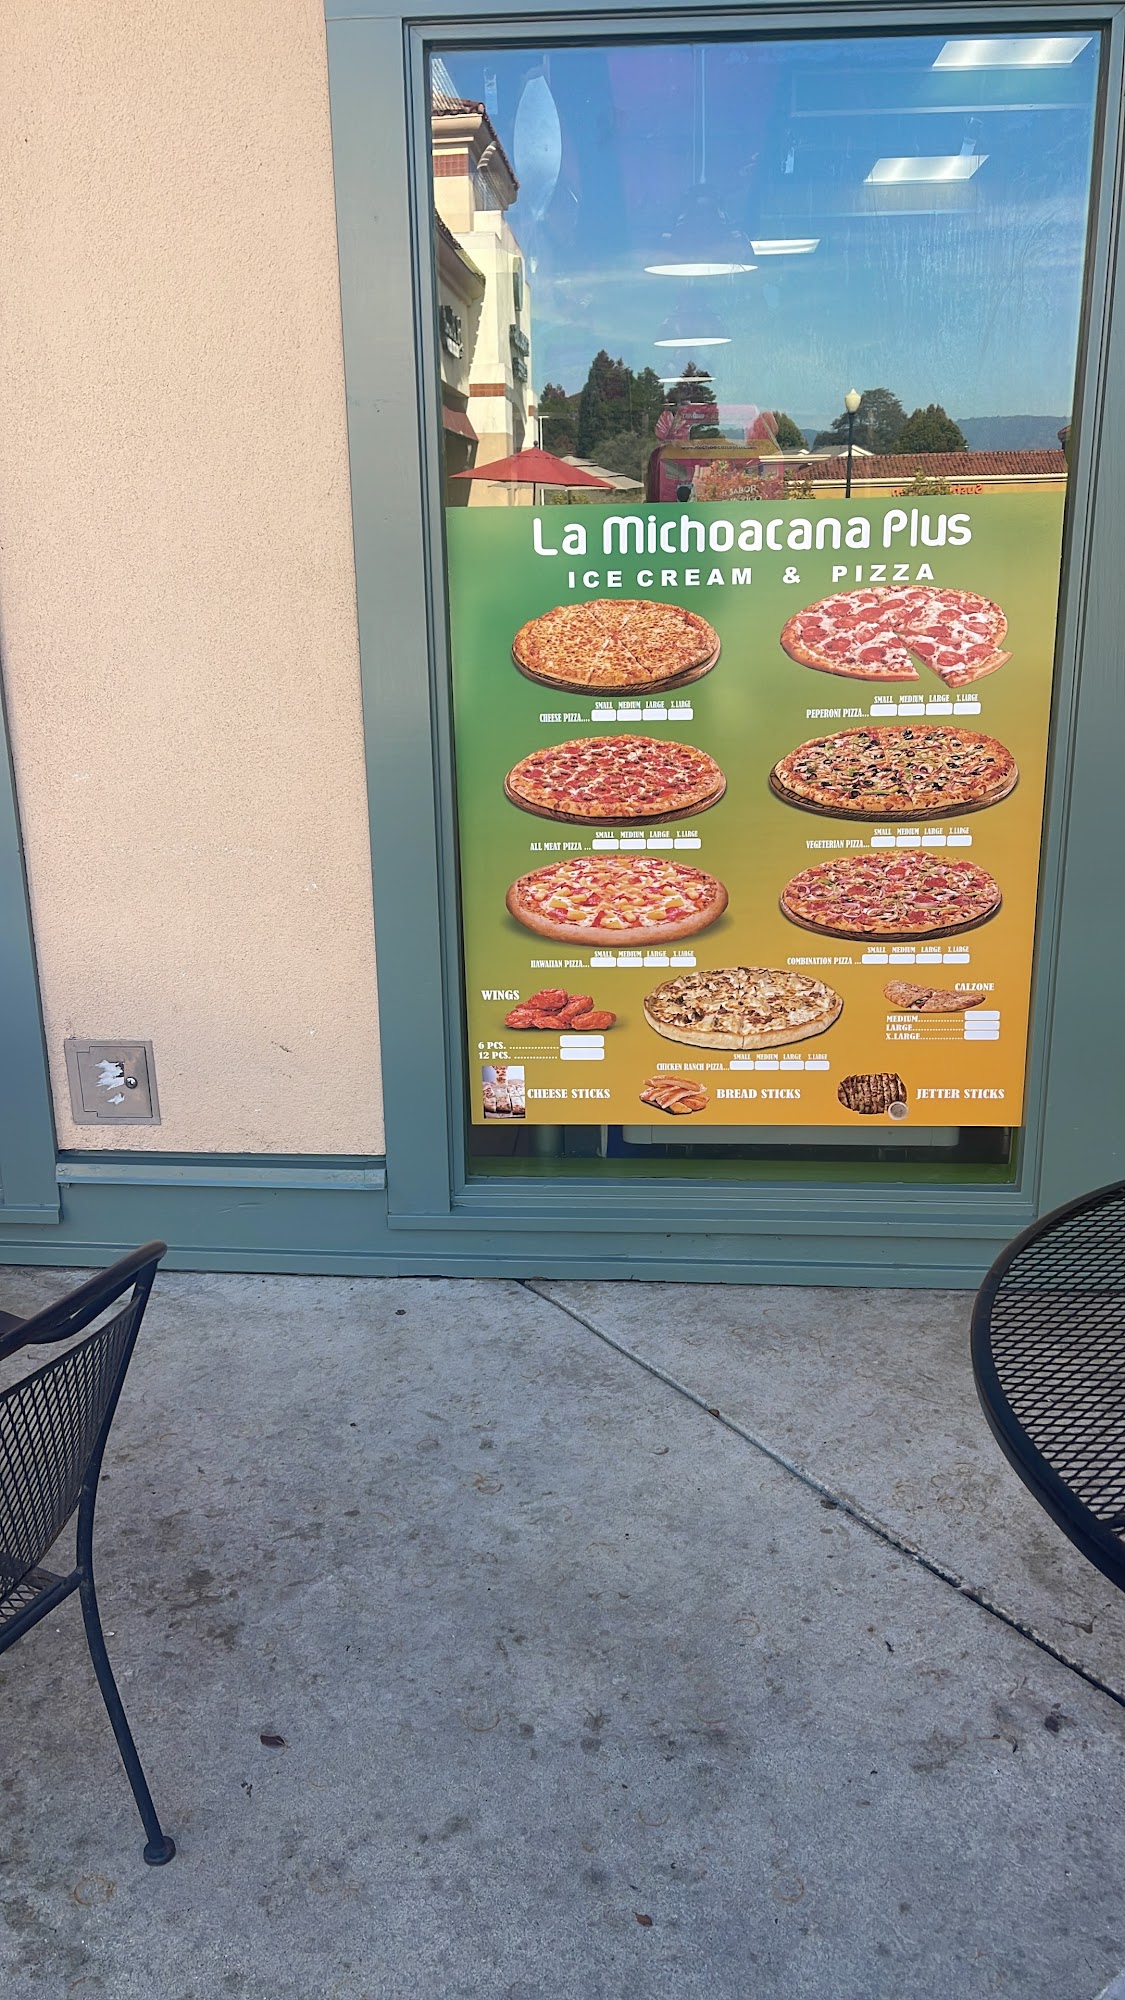 La Michoacana Plus
ICE CREAM & PIZZA
SMALL MEDIUM LARGE X.LARGE
CHEESE PIZZA....
SMALL MEDIUM LARGE X.LARGE
PEPERONI PIZZA...
SMALL MEDIUM LARGE X.LARGE
ALL MEAT PIZZA ...
SMALL MEDIUM LARGE X.LARGE
VEGETERIAN PIZZA...
SMALL MEDIUM LARGE X.LARGE
HAWAIIAN PIZZA...
SMALL MEDIUM LARGE X.LARGE
COMBINATION PIZZA ...
WINGS
6 PCS. ...............
12 PCS. ..............
SMALL MEDIUM LARGE X.LARGE
CHICKEN RANCH PIZZA...
CALZONE
MEDIUM...............
LARGE.................
X.LARGE..............
CHEESE STICKS
BREAD STICKS
JETTER STICKS